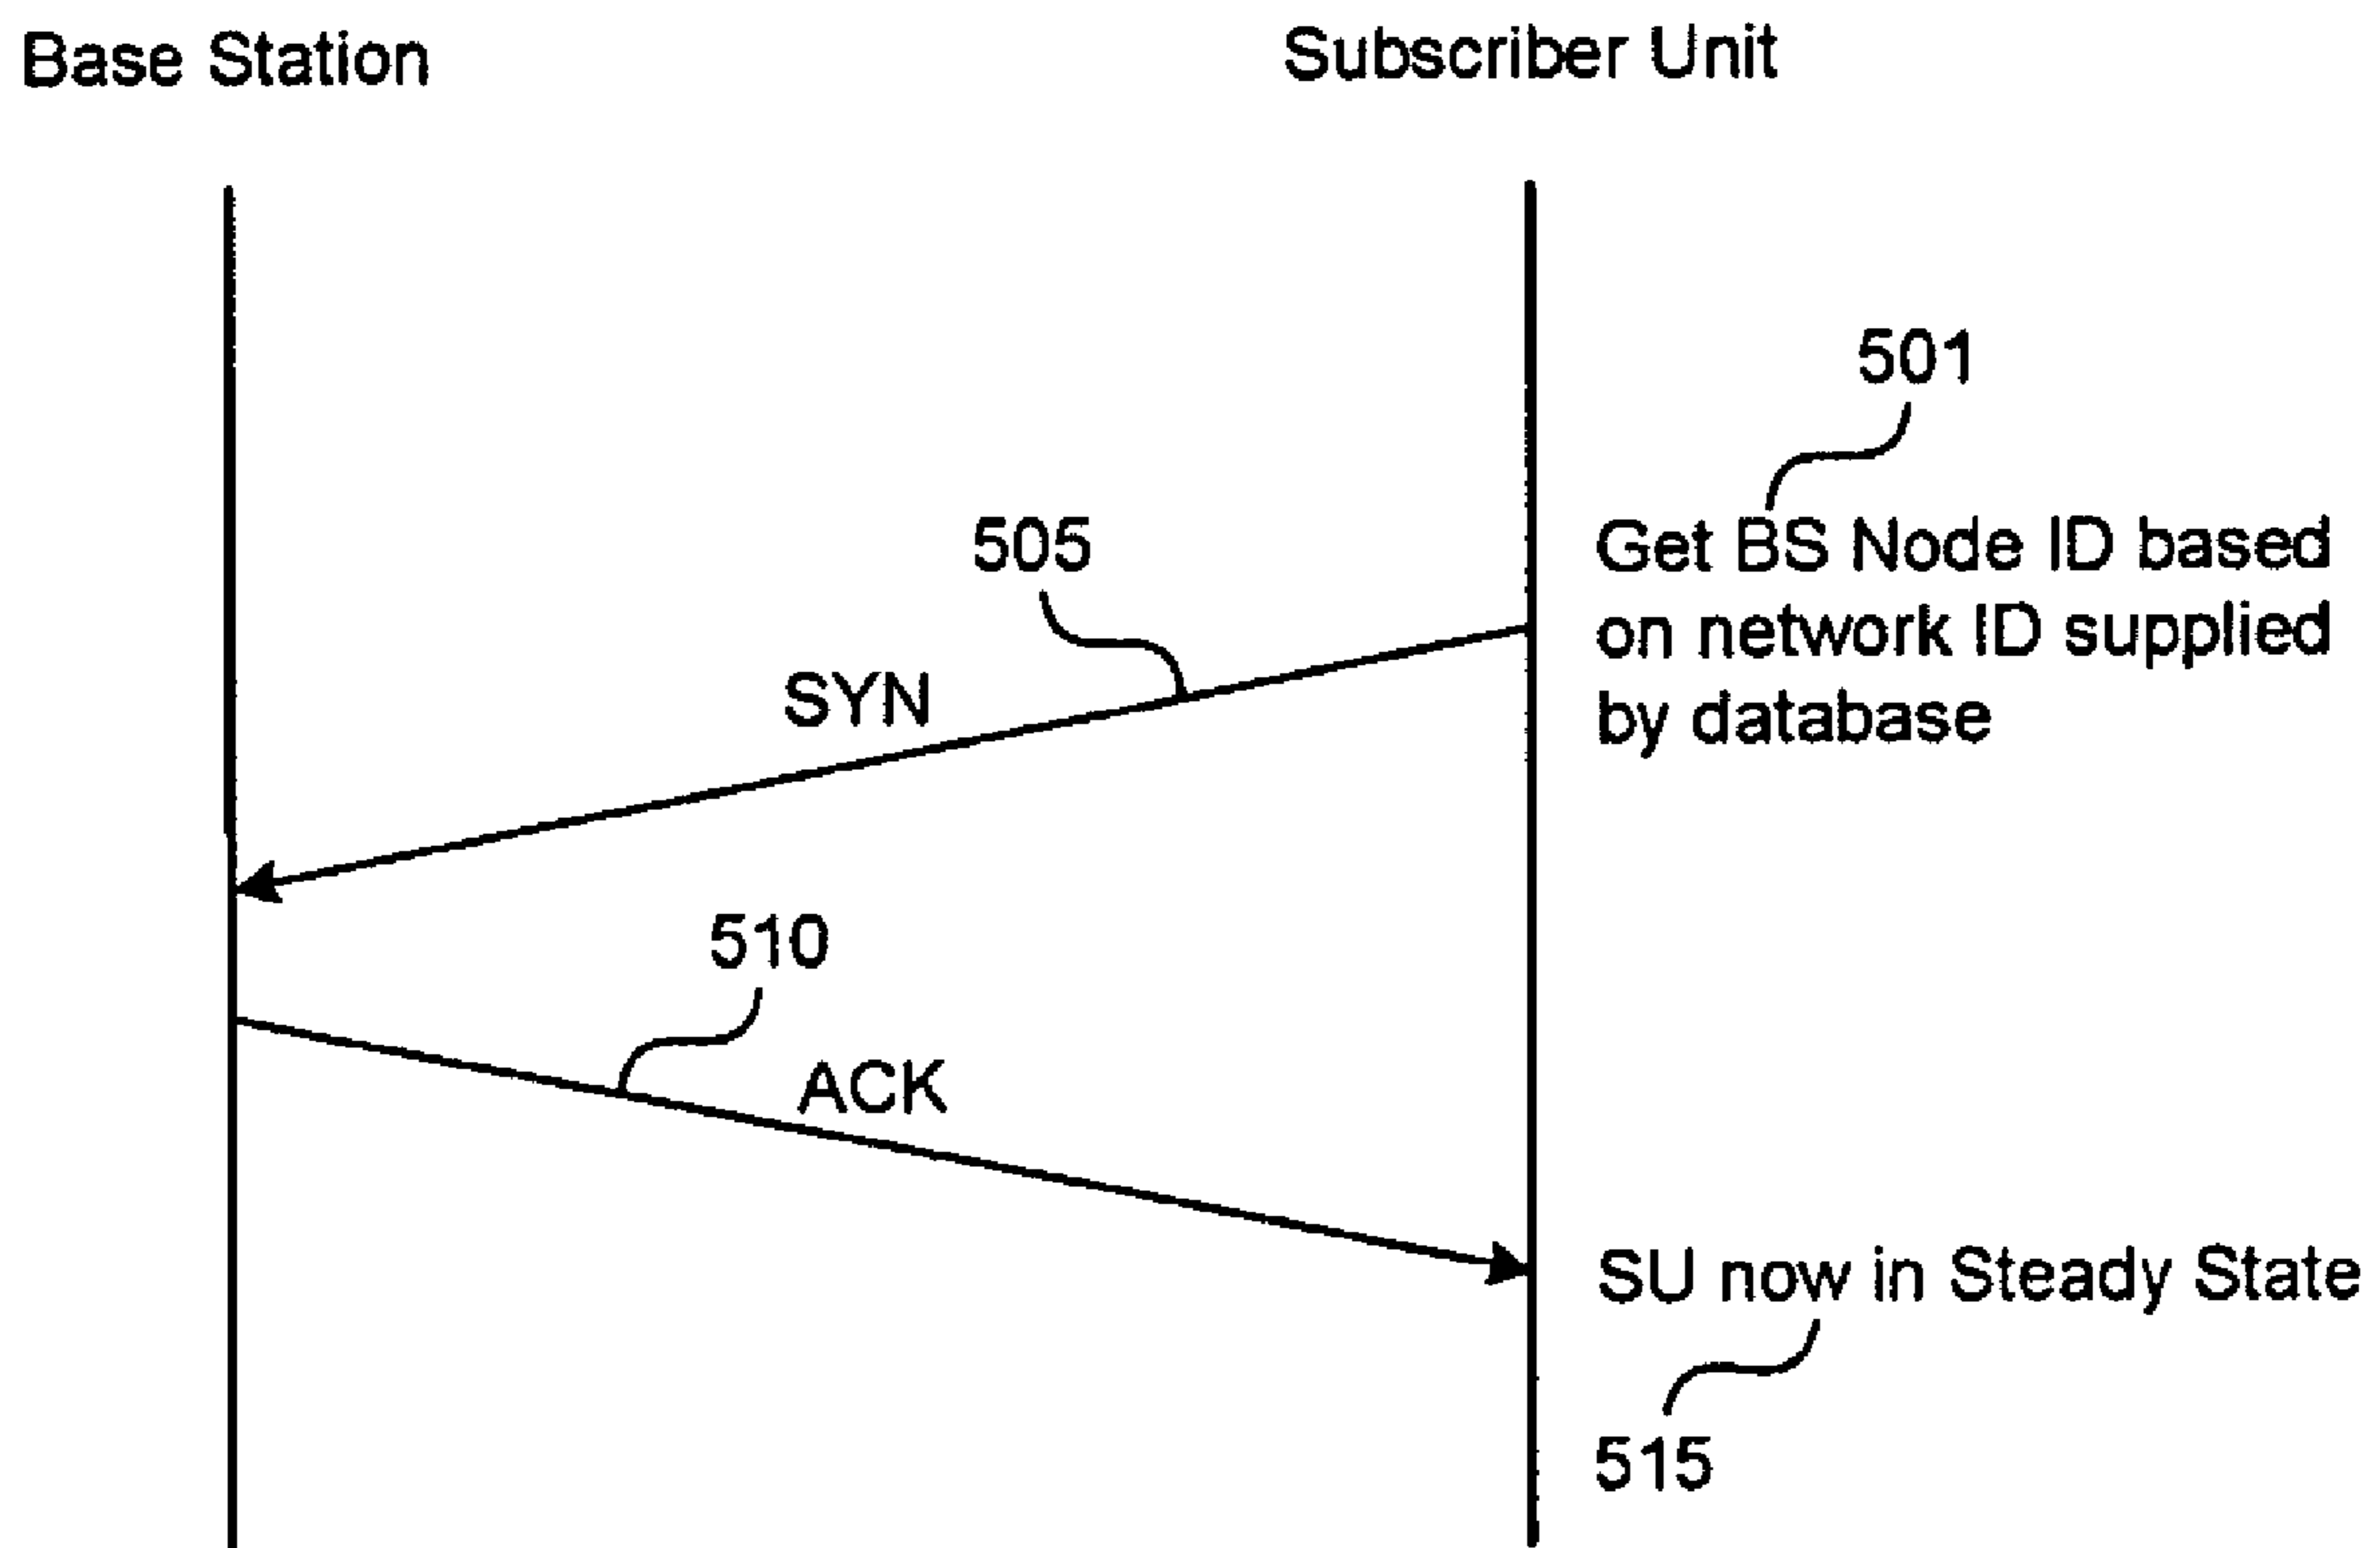 Base Station
Subscriber Unit
501
505
Get BS Node ID based
on network ID supplied
by database
SYN
510
ACK
SU now in Steady State
515